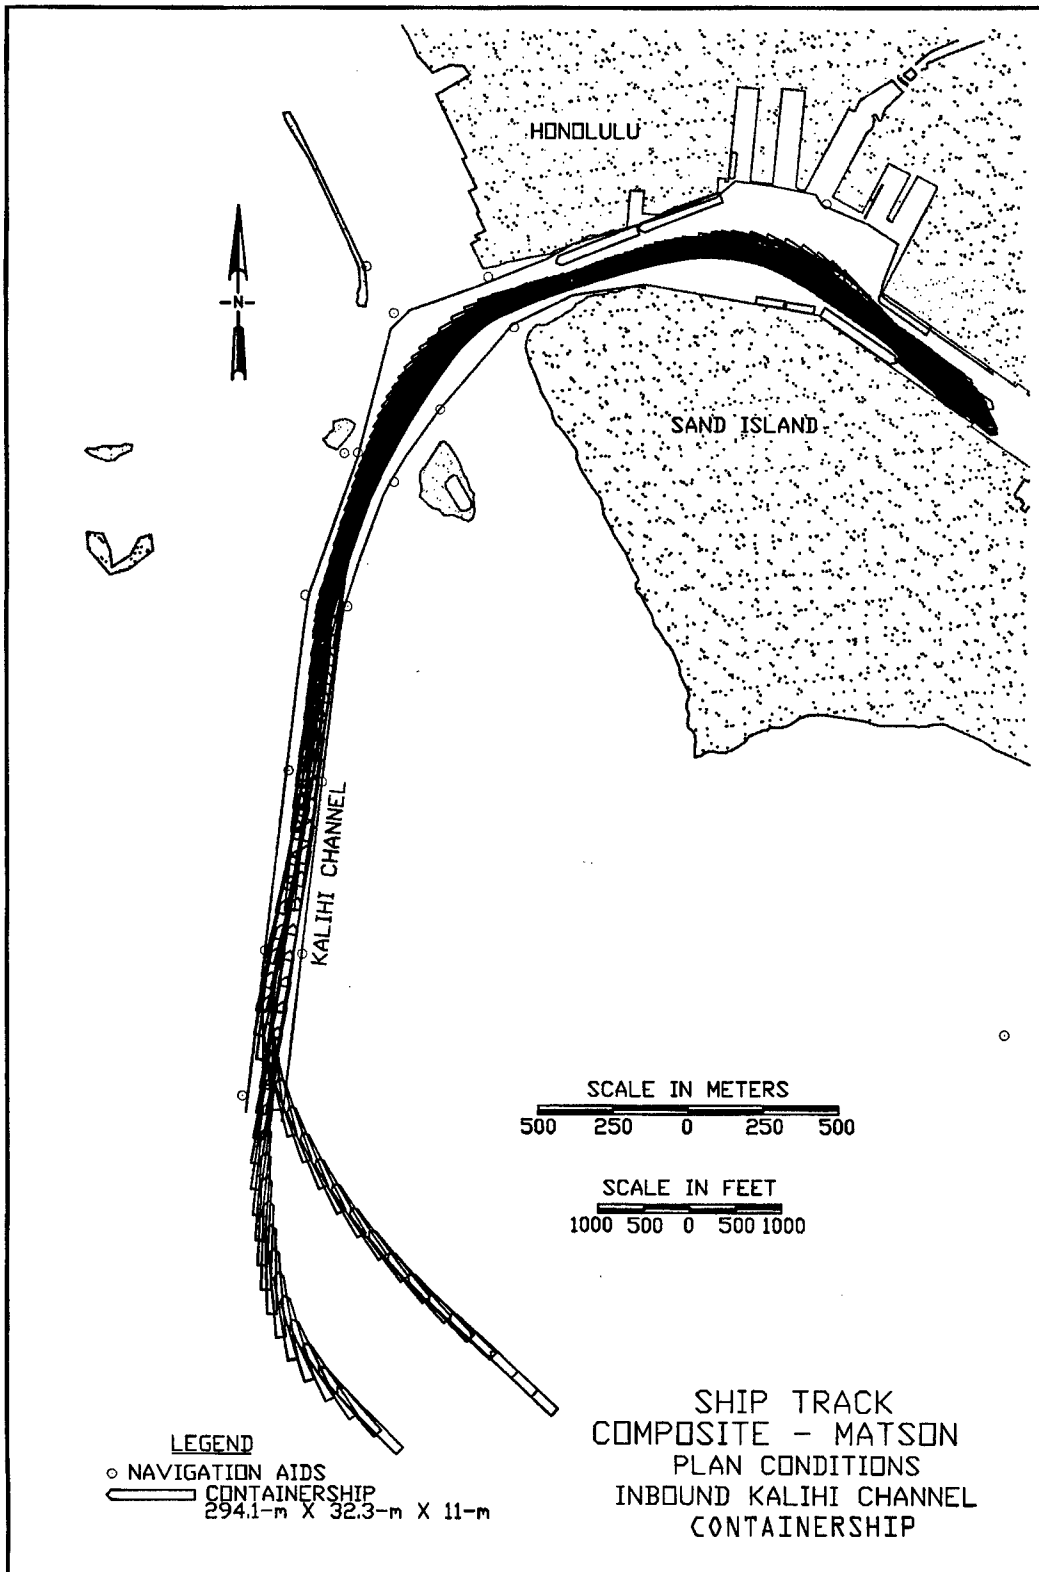 HONOLULU
N
SAND ISLAND
KALIHI CHANNEL
SCALE IN METERS
500 250 0 250 500
SCALE IN FEET
1000 500 0 500 1000
SHIP TRACK
COMPOSITE - MATSON
PLAN CONDITIONS
INBOUND KALIHI CHANNEL
CONTAINERSHIP
LEGEND
NAVIGATION AIDS
CONTAINERSHIP
294.1-m X 32.3-m X 11-m